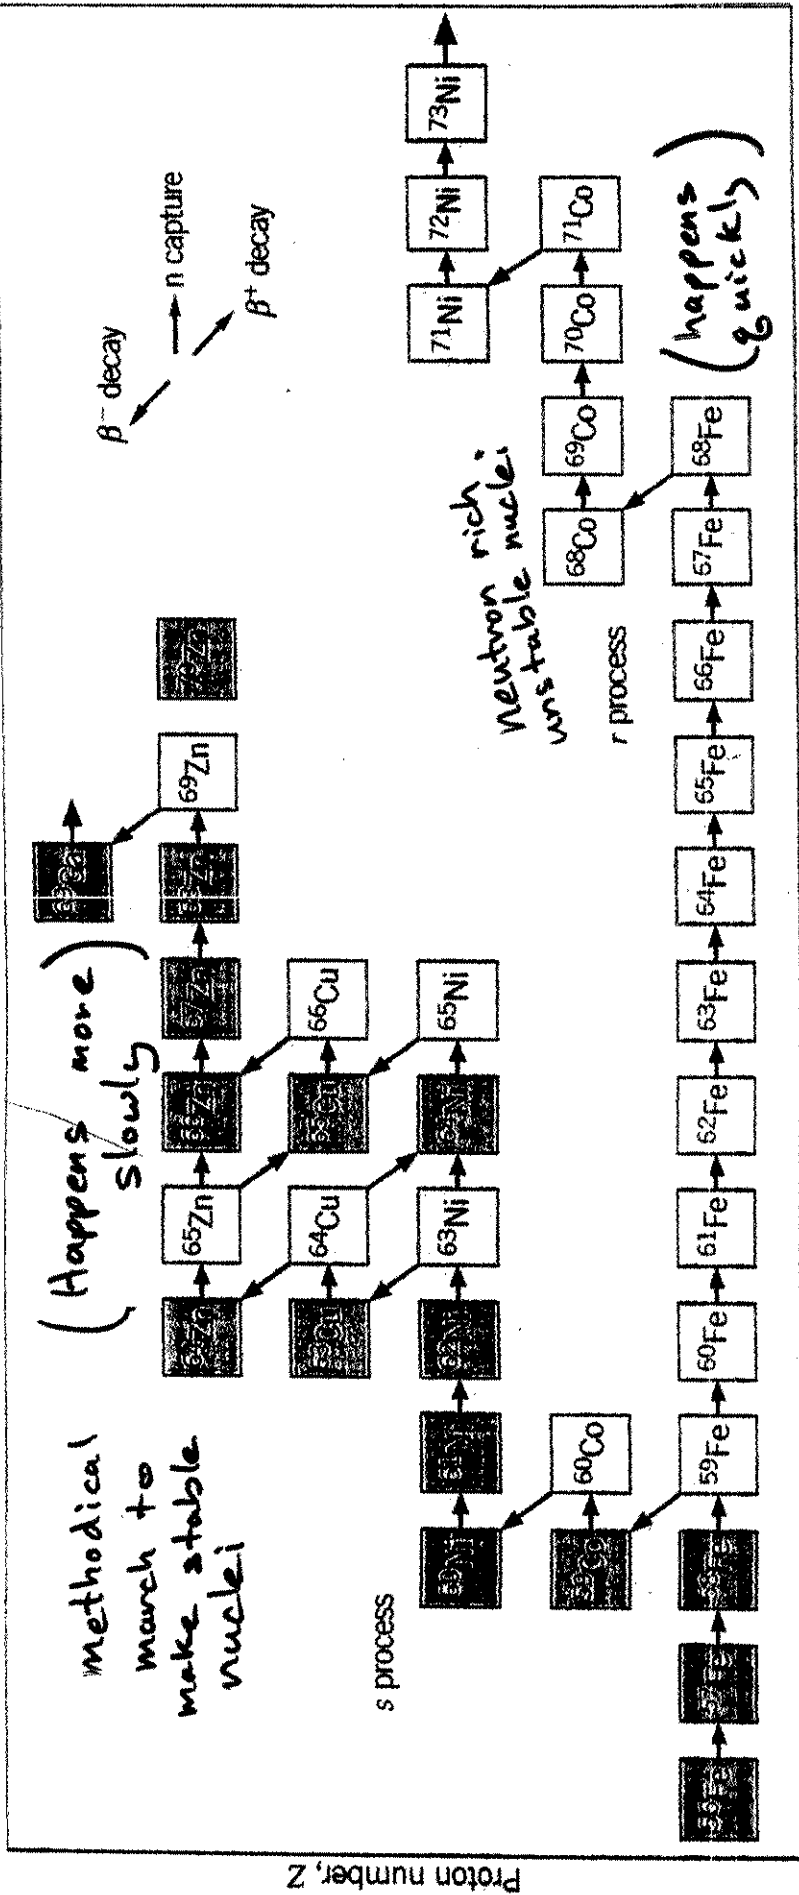 Proton number, Z
methodical
march to
make stable
nuclei
(Happens more
slowly)
s process
β⁻ decay
n capture
β⁺ decay
⁶⁹Ga
⁶⁴Zn ⁶⁵Zn ⁶⁶Zn ⁶⁷Zn ⁶⁸Zn ⁶⁹Zn ⁷⁰Zn
⁶³Cu ⁶⁴Cu ⁶⁵Cu ⁶⁶Cu
⁶⁰Ni ⁶¹Ni ⁶²Ni ⁶³Ni ⁶⁴Ni ⁶⁵Ni ⁷¹Ni ⁷²Ni ⁷³Ni
neutron rich
unstable nuclei
⁵⁹Co ⁶⁰Co ⁶⁸Co ⁶⁹Co ⁷⁰Co ⁷¹Co
r process
(happens
quickly)
⁵⁶Fe ⁵⁷Fe ⁵⁸Fe ⁵⁹Fe ⁶⁰Fe ⁶¹Fe ⁶²Fe ⁶³Fe ⁶⁴Fe ⁶⁵Fe ⁶⁶Fe ⁶⁷Fe ⁶⁸Fe